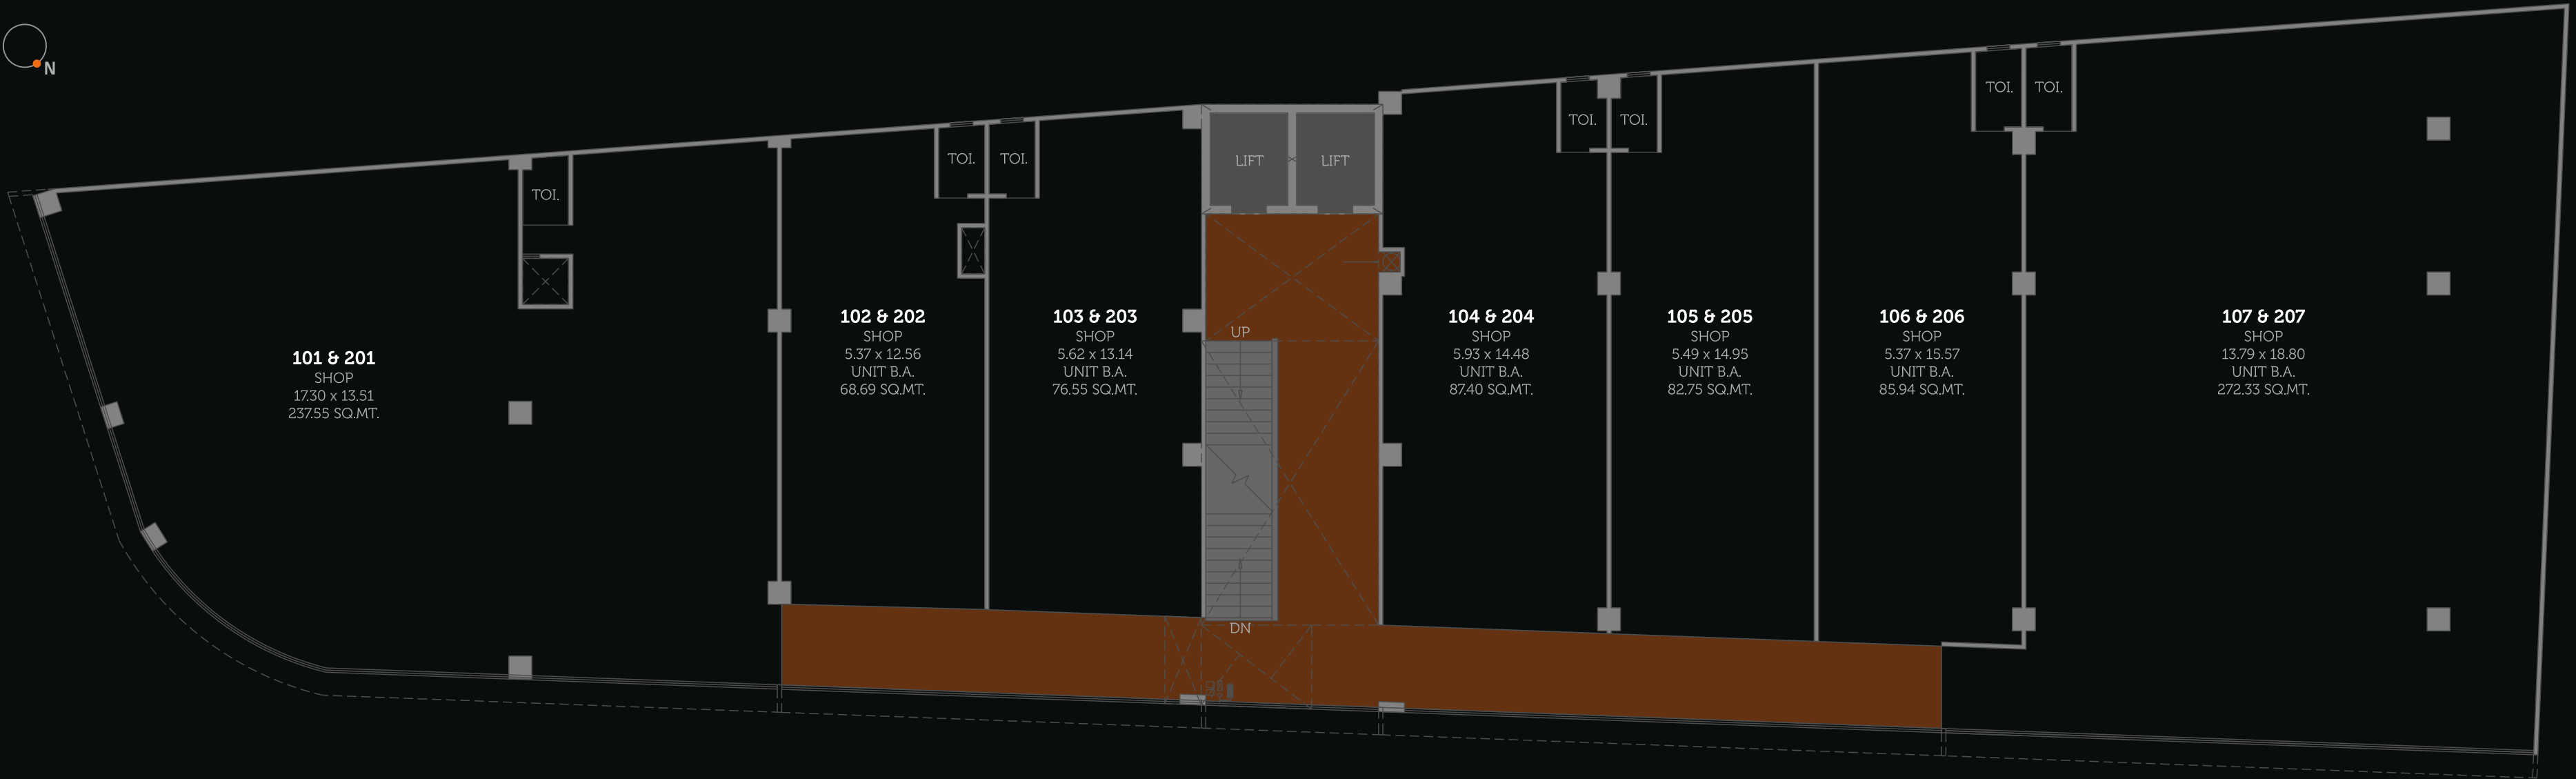 N
TOI.
TOI.
TOI.
LIFT
LIFT
TOI.
TOI.
TOI.
TOI.
101 & 201
SHOP
17.30 x 13.51
237.55 SQ.MT.
102 & 202
SHOP
5.37 x 12.56
UNIT B.A.
68.69 SQ.MT.
103 & 203
SHOP
5.62 x 13.14
UNIT B.A.
76.55 SQ.MT.
UP
DN
104 & 204
SHOP
5.93 x 14.48
UNIT B.A.
87.40 SQ.MT.
105 & 205
SHOP
5.49 x 14.95
UNIT B.A.
82.75 SQ.MT.
106 & 206
SHOP
5.37 x 15.57
UNIT B.A.
85.94 SQ.MT.
107 & 207
SHOP
13.79 x 18.80
UNIT B.A.
272.33 SQ.MT.